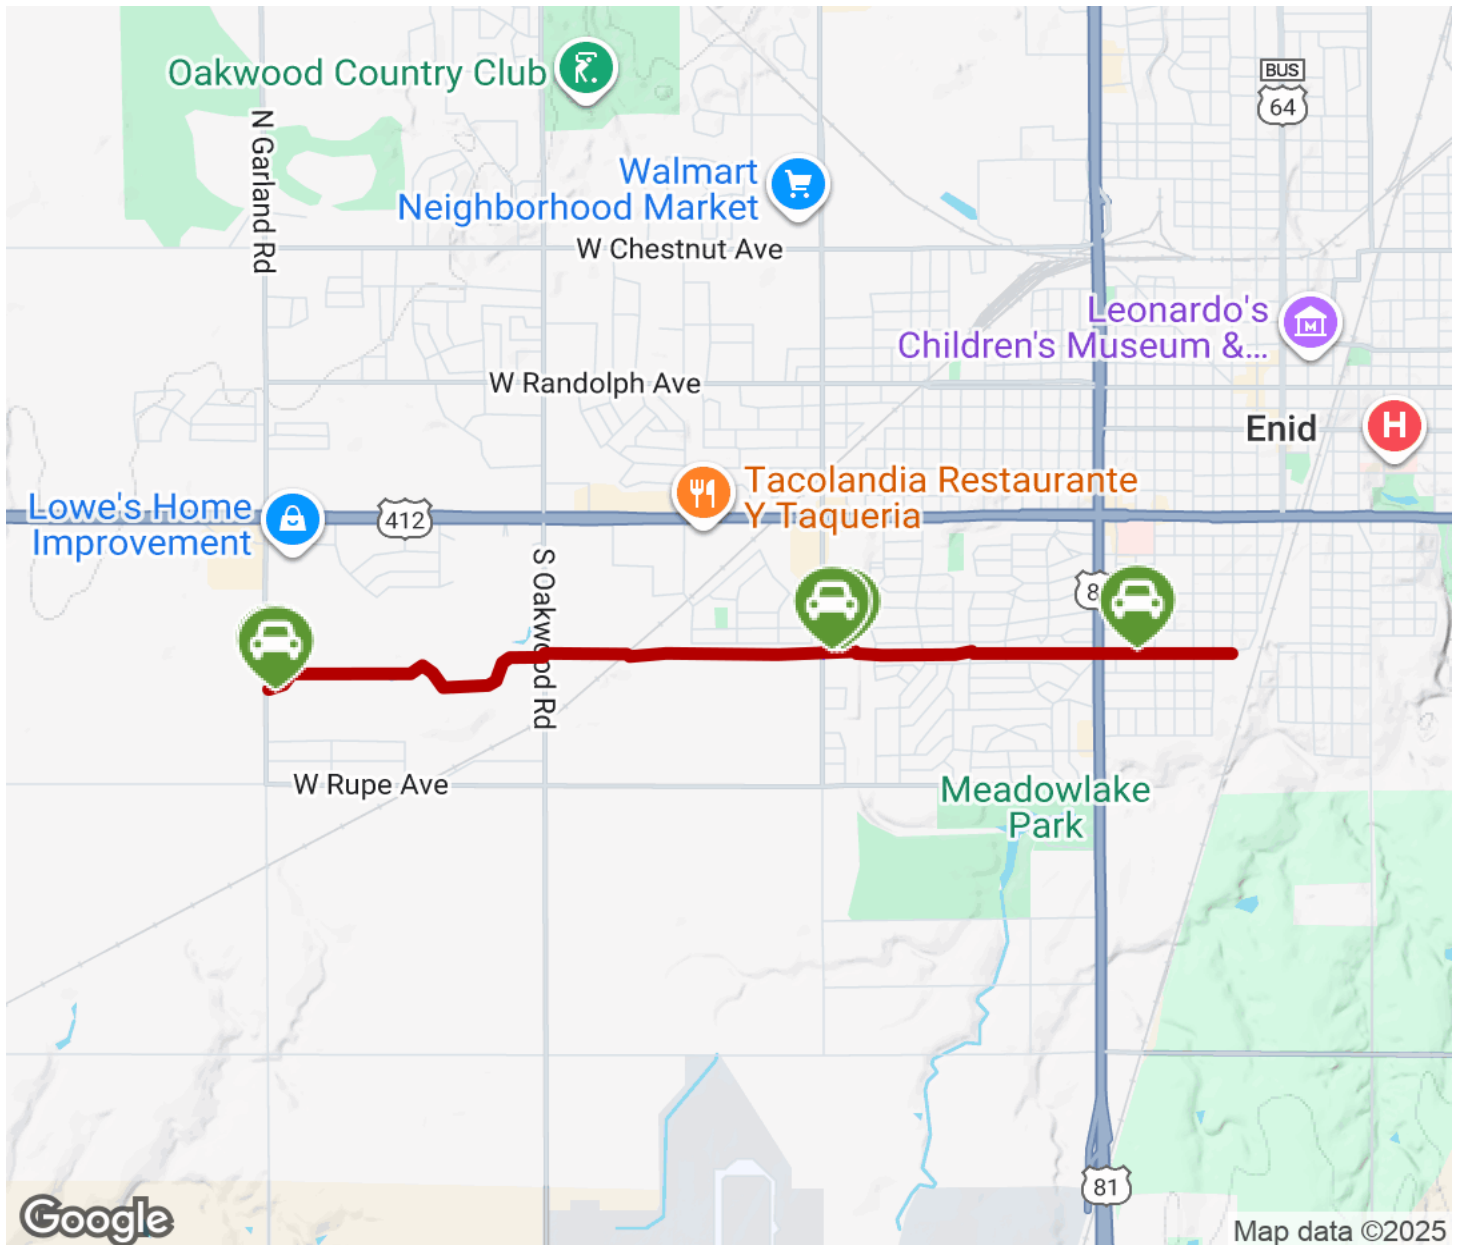 Oakwood Country Club
BUS
64
N Garland Rd
Walmart
Neighborhood Market
W Chestnut Ave
Leonardo's
Children's Museum &...
M
W Randolph Ave
Enid
H
Lowe's Home
Improvement
412
Tacolandia Restaurante
Y Taqueria
S Oakwood Rd
8
W Rupe Ave
Meadowlake
Park
81
Google
Map data ©2025